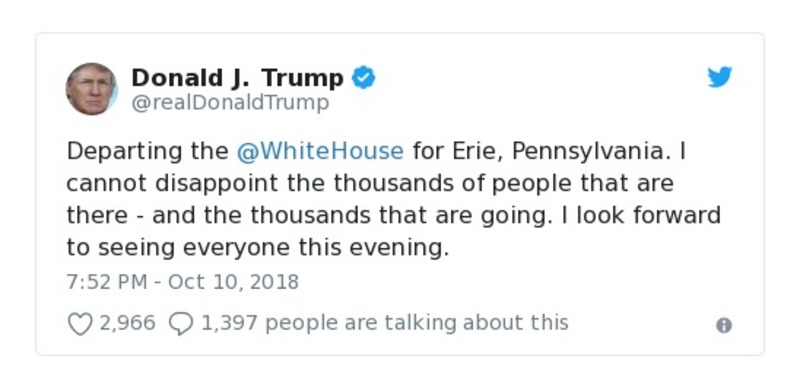 Donald J. Trump
@realDonaldTrump
Departing the @WhiteHouse for Erie, Pennsylvania. I
cannot disappoint the thousands of people that are
there - and the thousands that are going. I look forward
to seeing everyone this evening.
7:52 PM - Oct 10, 2018
2,966 1,397 people are talking about this